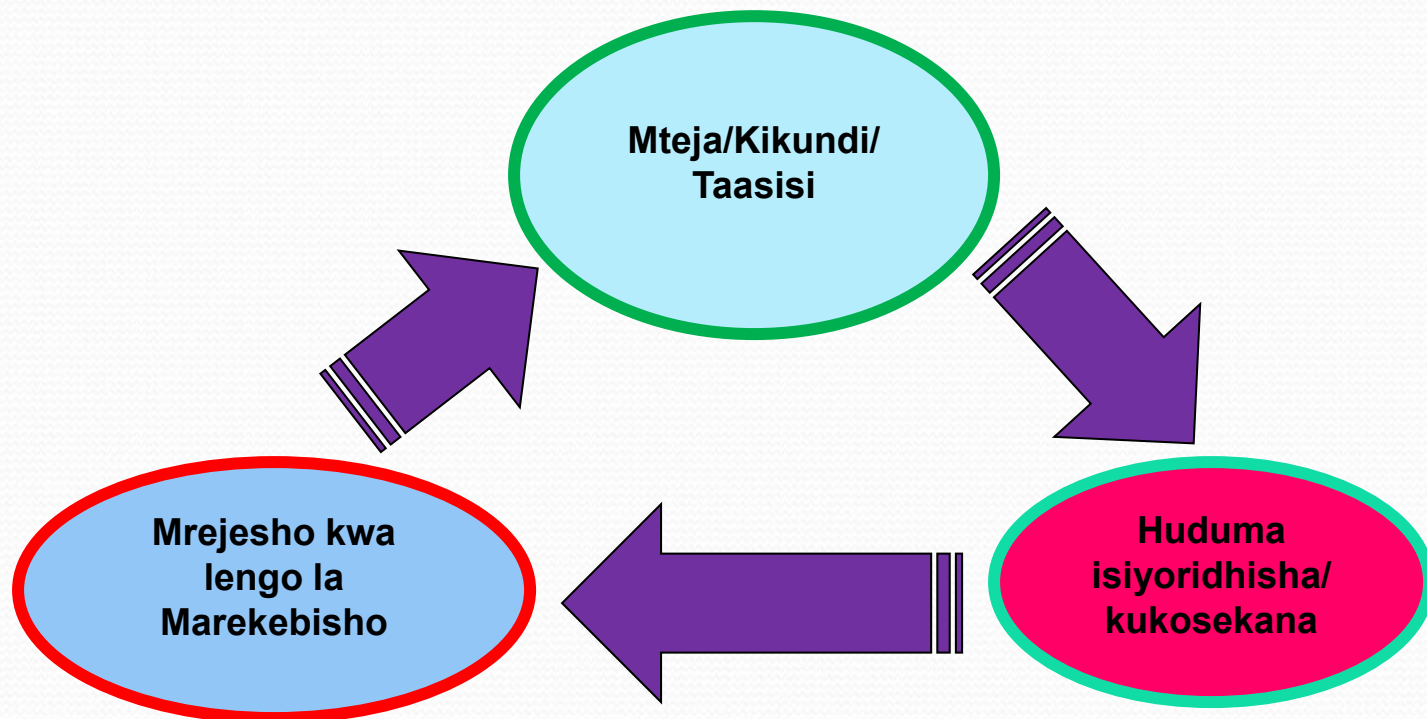 Mteja/Kikundi/
Taasisi
Huduma
isiyoridhisha/
kukosekana
Mrejesho kwa
lengo la
Marekebisho